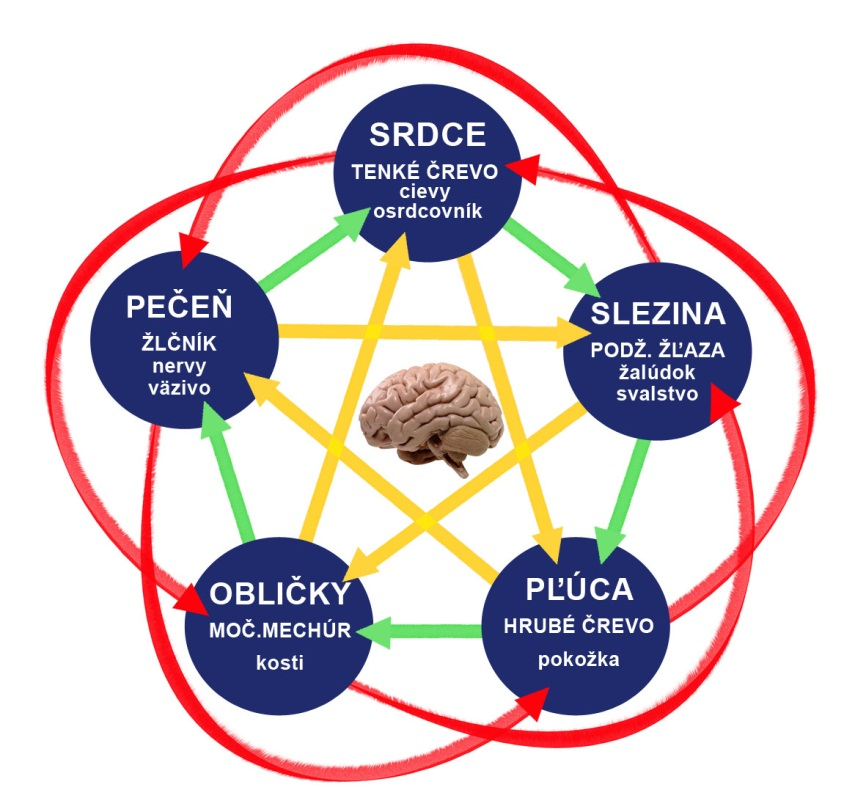 SRDCE
TENKÉ ČREVO
cievy
osrdcovník
PEČEŇ
ŽLČNÍK
nervy
väzivo
SLEZINA
PODŽ. ŽĽAZA
žalúdok
svalstvo
OBLIČKY
MOČ.MECHÚR
kosti
PĽÚCA
HRUBÉ ČREVO
pokožka